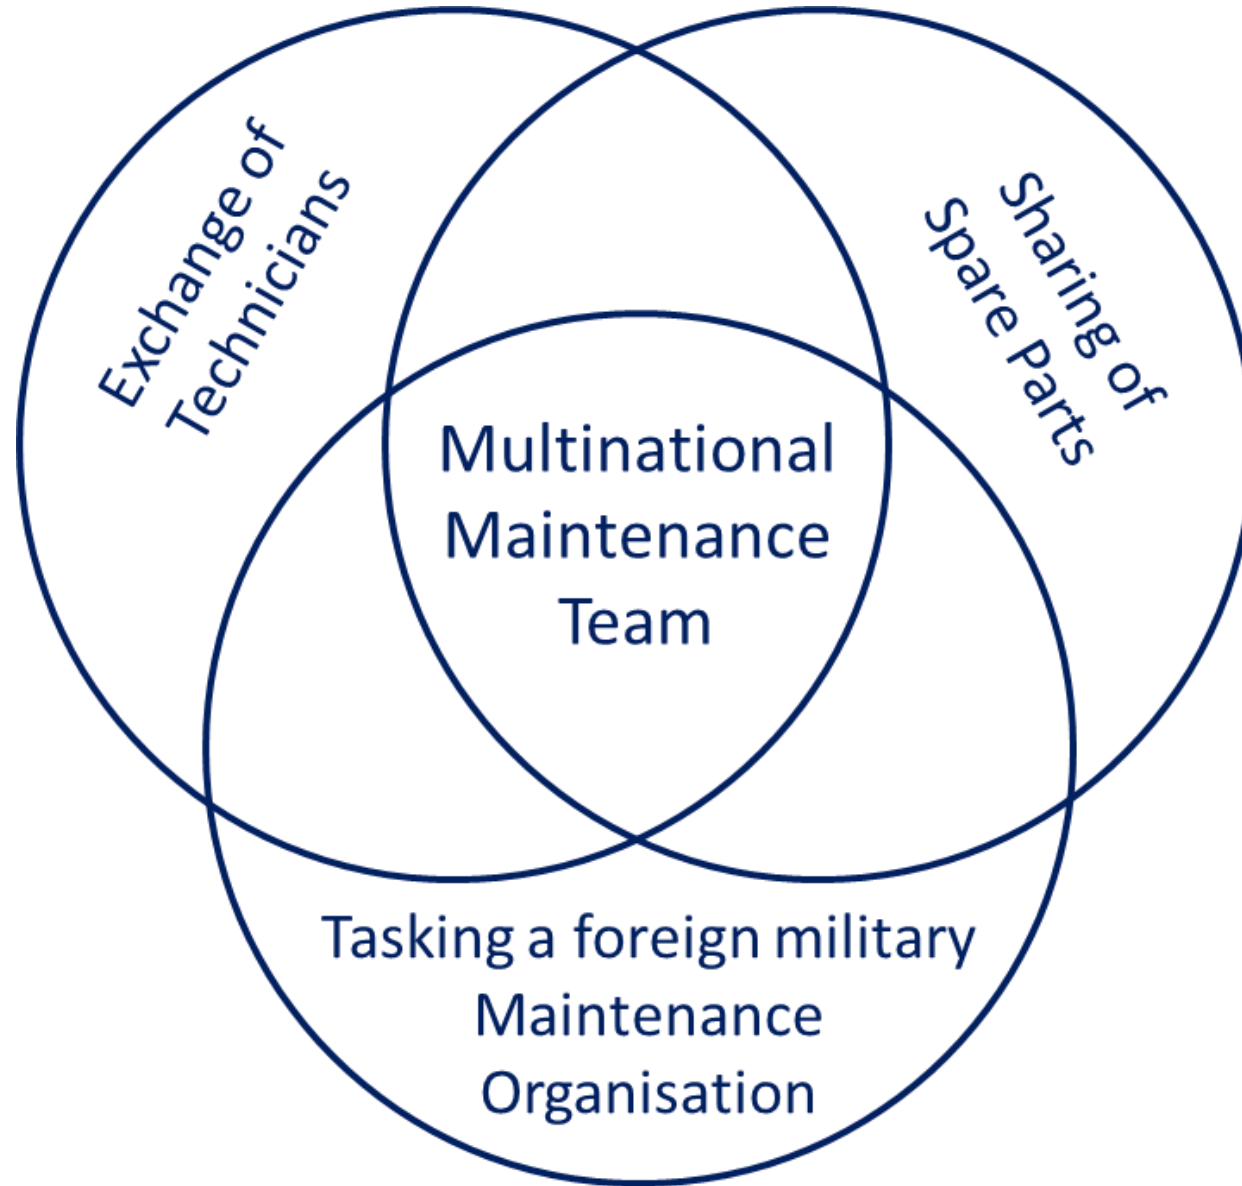 Exchange of
Technicians
Sharing of
Spare Parts
Multinational
Maintenance
Team
Tasking a foreign military
Maintenance
Organisation